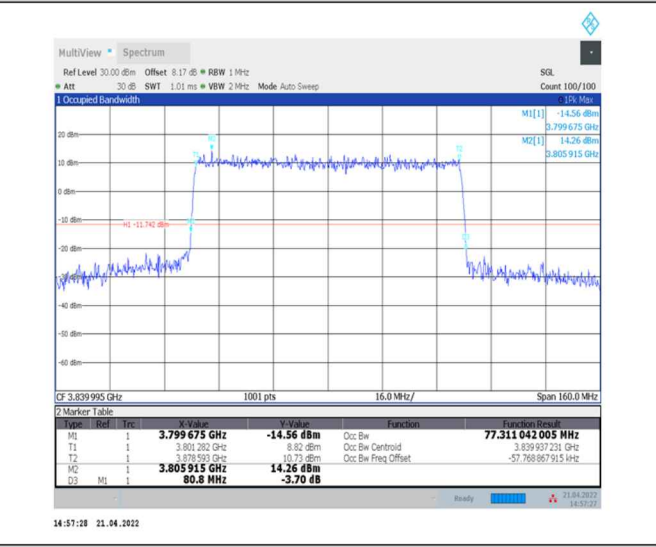 MultiView Spectrum
Ref Level 30.00 dBm Offset 8.17 dB RBW 1 MHz SGL
Att 30 dB SWT 1.01 ms VBW 2 MHz Mode Auto Sweep Count 100/100
1 Occupied Bandwidth 1Pk Max
M1[1] -14.56 dBm
3.799 675 GHz
M2[1] 14.26 dBm
3.805 915 GHz
20 dBm
10 dBm
0 dBm
-10 dBm
H1 -11.742 dBm
-20 dBm
-40 dBm
-50 dBm
-60 dBm
CF 3.839 995 GHz 1001 pts 16.0 MHz/ Span 160.0 MHz
2 Marker Table
Type Ref Trc X-Value Y-Value Function Function Result
M1 1 3.799 675 GHz -14.56 dBm Occ Bw 77.311 042 005 MHz
T1 1 3.801 282 GHz 8.82 dBm Occ Bw Centroid 3.839 937 231 GHz
T2 1 3.878 593 GHz 10.73 dBm Occ Bw Freq Offset -57.768 867 915 kHz
M2 1 3.805 915 GHz 14.26 dBm
D3 M1 1 80.8 MHz -3.70 dB
Ready 21.04.2022
14:57:27
14:57:28 21.04.2022